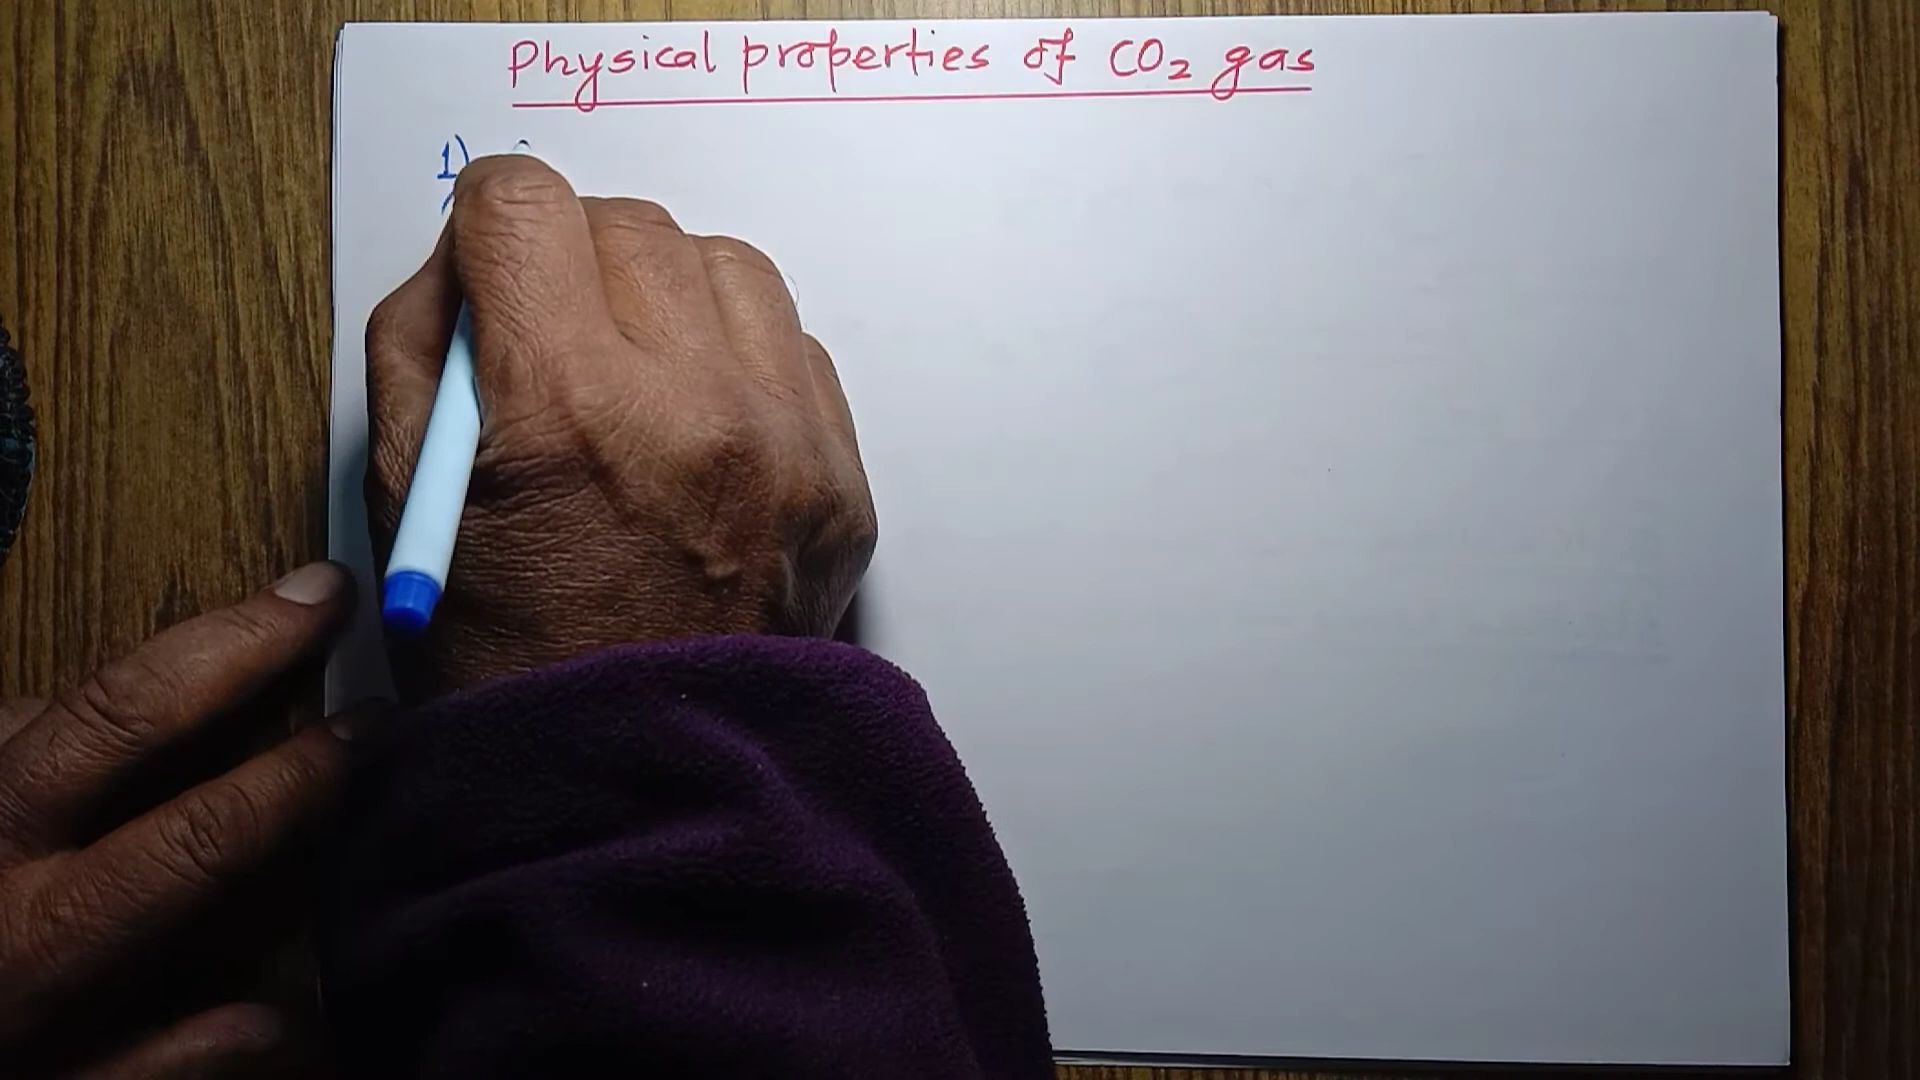 Physical properties of CO₂ gas
1)